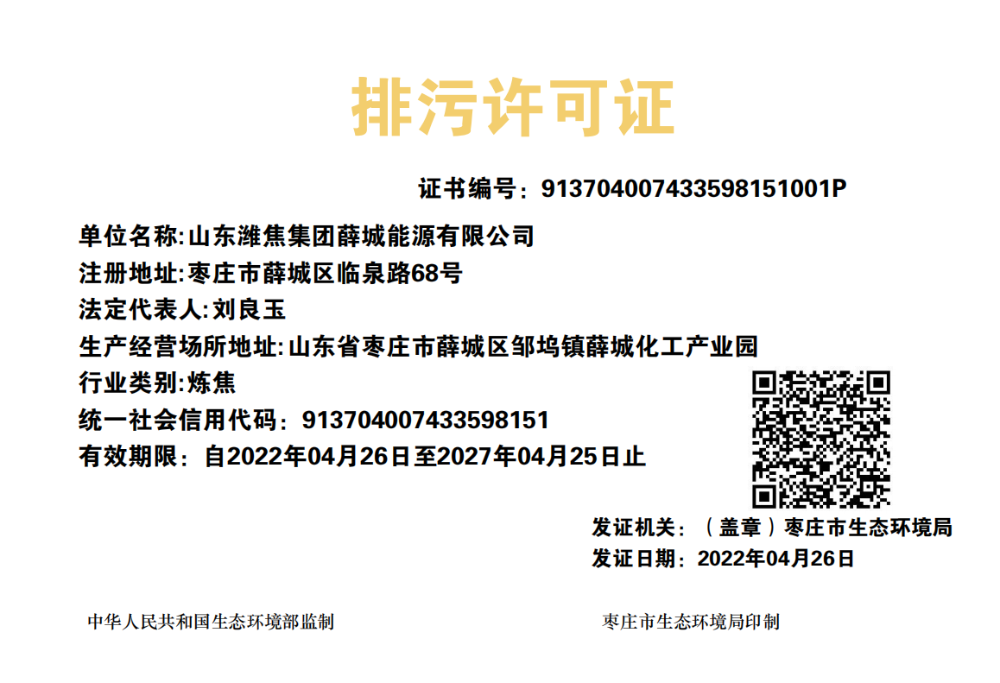 排污许可证
证书编号：913704007433598151001P
单位名称:山东潍焦集团薛城能源有限公司
注册地址:枣庄市薛城区临泉路68号
法定代表人:刘良玉
生产经营场所地址:山东省枣庄市薛城区邹坞镇薛城化工产业园
行业类别:炼焦
统一社会信用代码：913704007433598151
有效期限：自2022年04月26日至2027年04月25日止
发证机关：（盖章）枣庄市生态环境局
发证日期：2022年04月26日
中华人民共和国生态环境部监制
枣庄市生态环境局印制